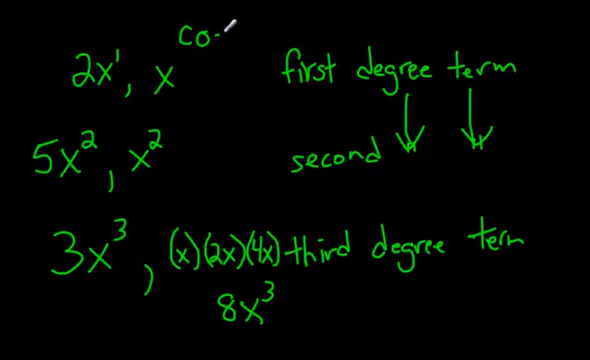 co-
2x¹, x first degree term
5x², x² second
3x³, (x)(2x)(4x) third degree term
8x³